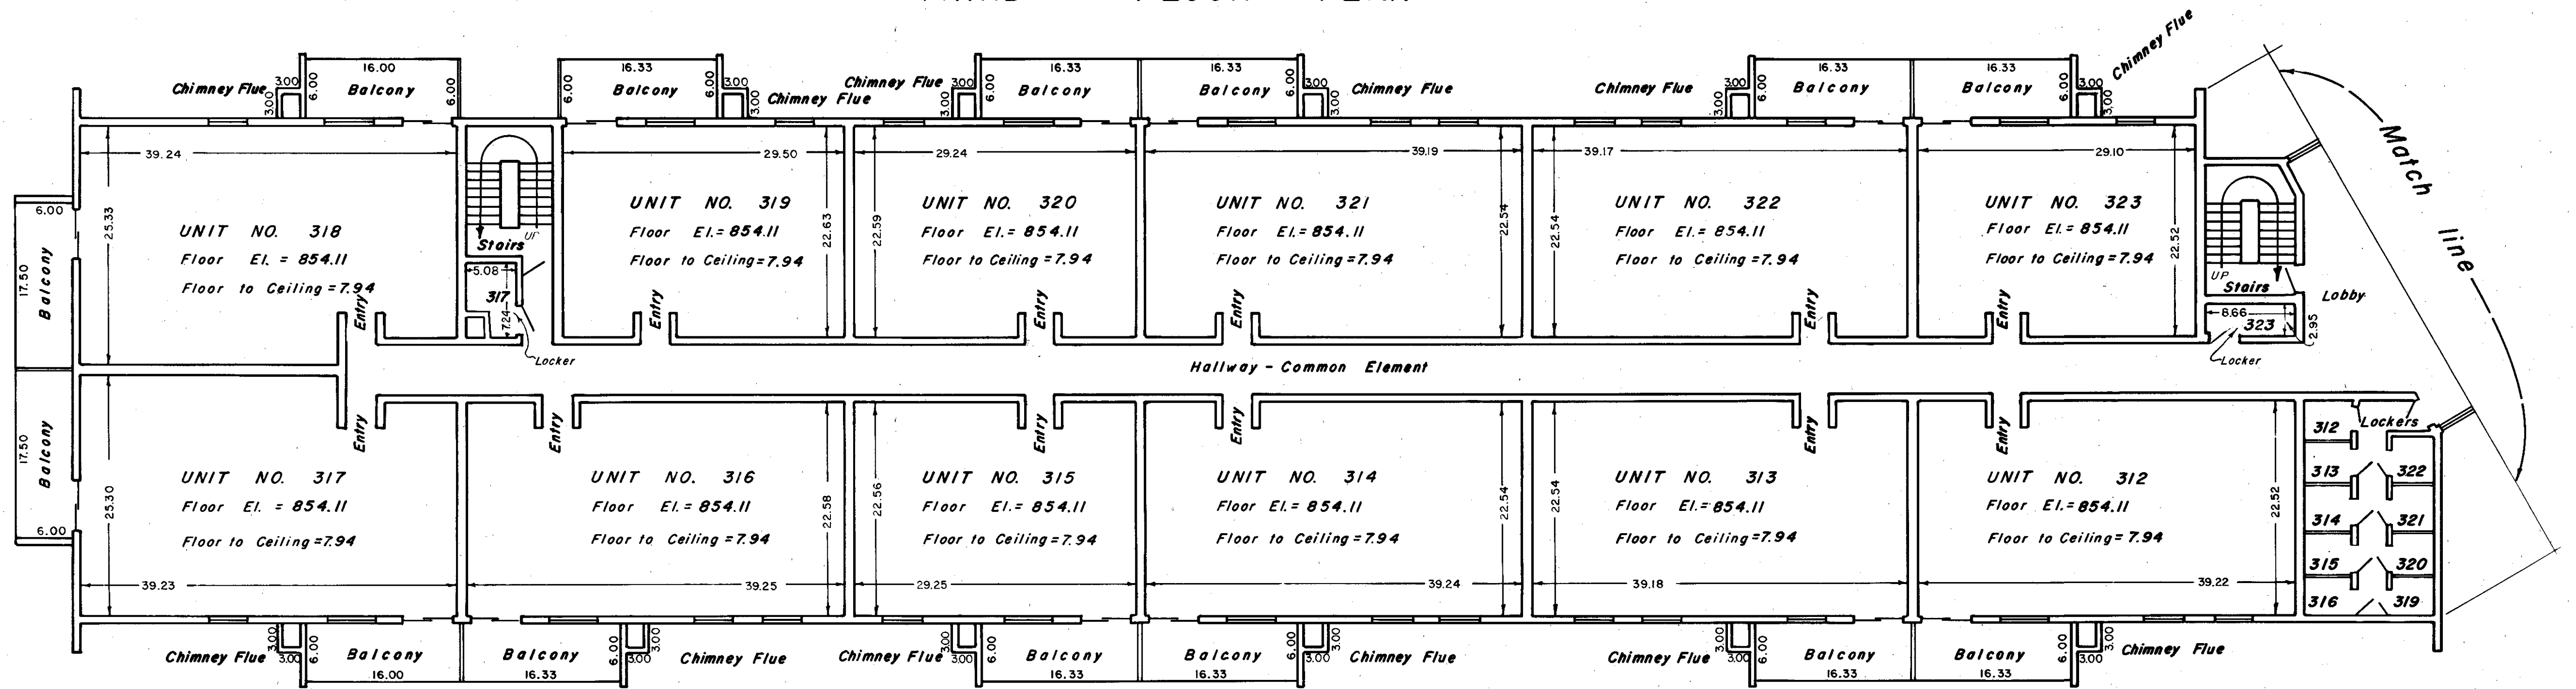 Chimney Flue
3.00
3.00
6.00
16.00
Balcony
6.00
6.00
16.33
Balcony
6.00
3.00
3.00
Chimney Flue
Chimney Flue
3.00
3.00
6.00
16.33
Balcony
16.33
Balcony
6.00
3.00
3.00
Chimney Flue
Chimney Flue
3.00
3.00
6.00
16.33
Balcony
16.33
Balcony
6.00
3.00
3.00
Chimney Flue
Match line
39.24
25.33
UNIT NO. 318
Floor El. = 854.11
Floor to Ceiling = 7.94
Entry
6.00
17.50
Balcony
UP
Stairs
5.08
317
7.24
Locker
29.50
22.63
UNIT NO. 319
Floor El. = 854.11
Floor to Ceiling = 7.94
Entry
29.24
22.59
UNIT NO. 320
Floor El. = 854.11
Floor to Ceiling = 7.94
Entry
39.19
22.54
UNIT NO. 321
Floor El. = 854.11
Floor to Ceiling = 7.94
Entry
39.17
22.54
UNIT NO. 322
Floor El. = 854.11
Floor to Ceiling = 7.94
Entry
29.10
22.52
UNIT NO. 323
Floor El. = 854.11
Floor to Ceiling = 7.94
Entry
UP
Stairs
Lobby
8.66
323
2.95
Locker
Hallway - Common Element
17.50
Balcony
6.00
25.30
Entry
UNIT NO. 317
Floor El. = 854.11
Floor to Ceiling = 7.94
39.23
Entry
UNIT NO. 316
Floor El. = 854.11
Floor to Ceiling = 7.94
22.58
39.25
Entry
22.56
UNIT NO. 315
Floor El. = 854.11
Floor to Ceiling = 7.94
29.25
Entry
UNIT NO. 314
Floor El. = 854.11
Floor to Ceiling = 7.94
22.54
39.24
Entry
22.54
UNIT NO. 313
Floor El. = 854.11
Floor to Ceiling = 7.94
39.18
Entry
UNIT NO. 312
Floor El. = 854.11
Floor to Ceiling = 7.94
22.52
39.22
312 Lockers
313 322
314 321
315 320
316 319
Chimney Flue
3.00
3.00
6.00
Balcony
16.00
Balcony
16.33
6.00
3.00
3.00
Chimney Flue
Chimney Flue
3.00
3.00
6.00
Balcony
16.33
Balcony
16.33
6.00
3.00
3.00
Chimney Flue
Chimney Flue
3.00
3.00
6.00
Balcony
16.33
Balcony
16.33
6.00
3.00
3.00
Chimney Flue